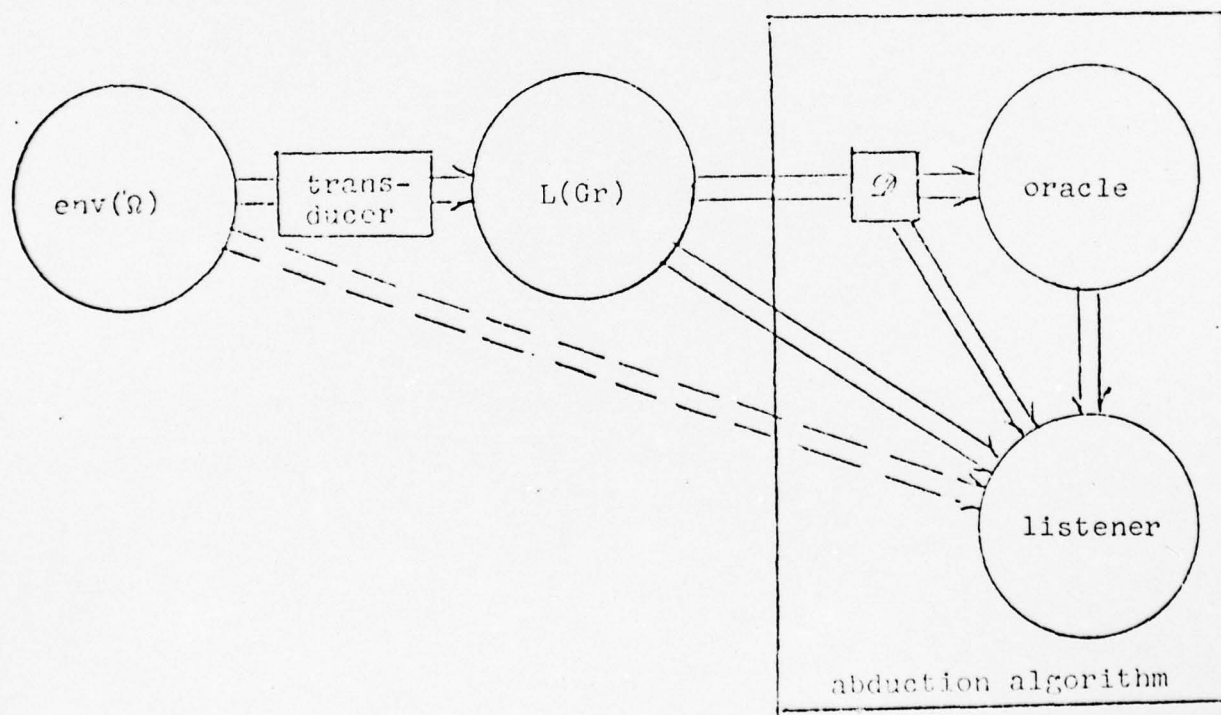 env(Ω)
trans-
ducer
L(Gr)
𝒟
oracle
listener
abduction algorithm